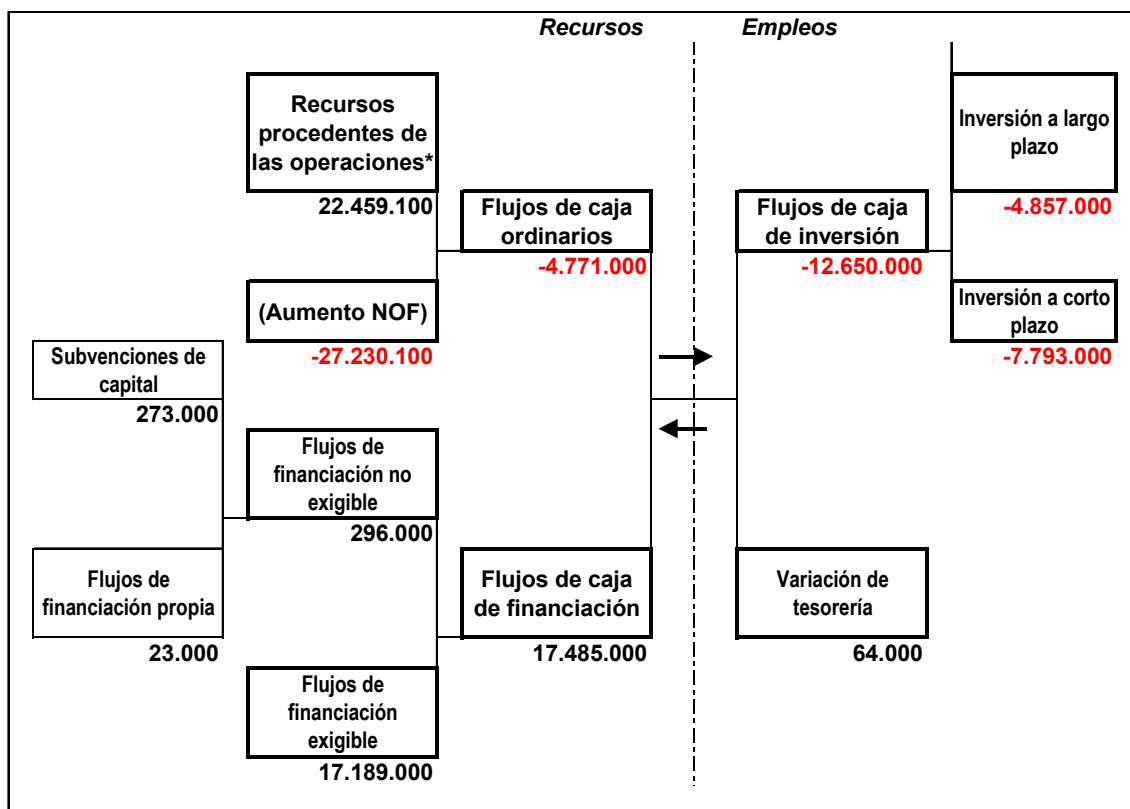 Recursos
Empleos
Recursos
procedentes de
las operaciones*
22.459.100
Inversión a largo
plazo
-4.857.000
Flujos de caja
ordinarios
-4.771.000
Flujos de caja
de inversión
-12.650.000
(Aumento NOF)
-27.230.100
Inversión a corto
plazo
-7.793.000
Subvenciones de
capital
273.000
Flujos de
financiación no
exigible
296.000
Flujos de
financiación propia
23.000
Flujos de caja
de financiación
17.485.000
Variación de
tesorería
64.000
Flujos de
financiación
exigible
17.189.000